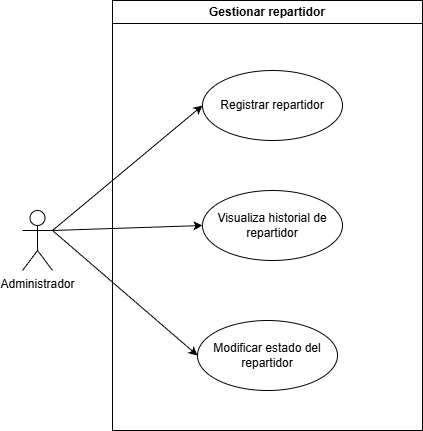 Gestionar repartidor
Registrar repartidor
Visualiza historial de
repartidor
Administrador
Modificar estado del
repartidor